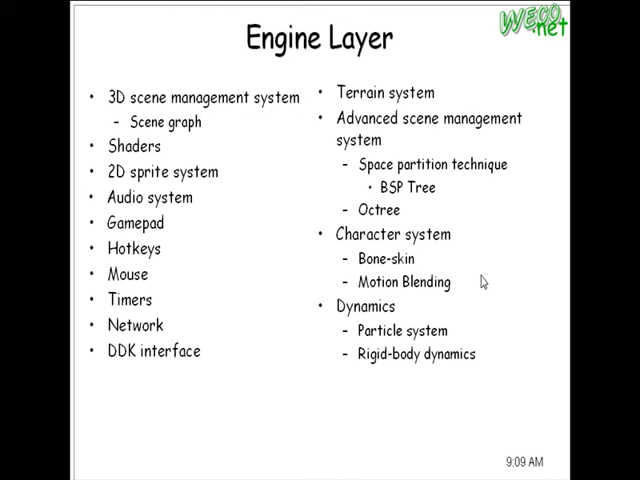 WECO
.net
Engine Layer
• 3D scene management system
– Scene graph
• Shaders
• 2D sprite system
• Audio system
• Gamepad
• Hotkeys
• Mouse
• Timers
• Network
• DDK interface
• Terrain system
• Advanced scene management
system
– Space partition technique
• BSP Tree
– Octree
• Character system
– Bone-skin
– Motion Blending
• Dynamics
– Particle system
– Rigid-body dynamics
9:09 AM